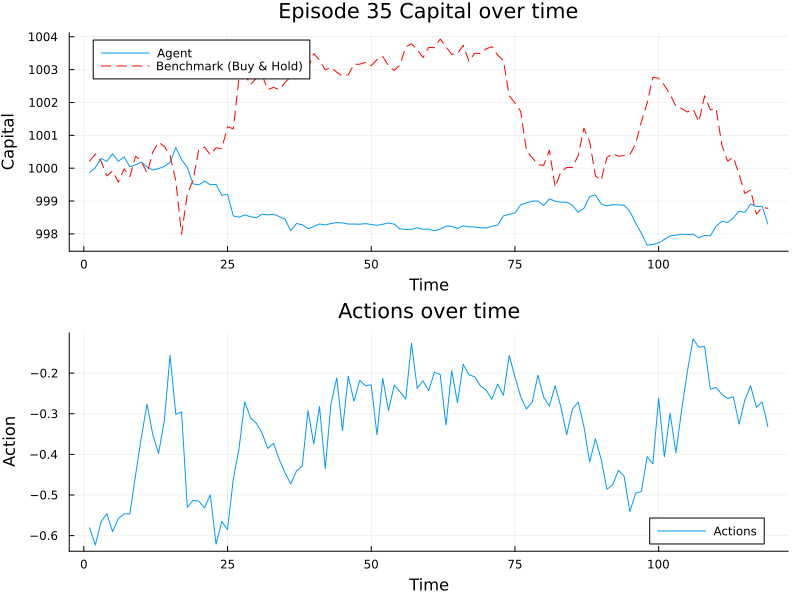 Episode 35 Capital over time
Capital
1004
1003
1002
1001
1000
999
998
Agent
Benchmark (Buy & Hold)
0 25 50 75 100
Time
Actions over time
Action
−0.2
−0.3
−0.4
−0.5
−0.6
Actions
0 25 50 75 100
Time